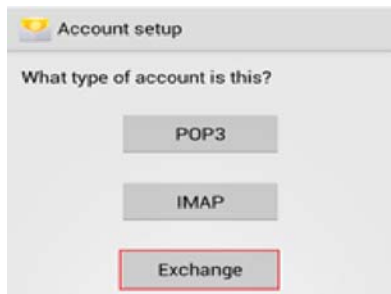 Account setup
What type of account is this?
POP3
IMAP
Exchange